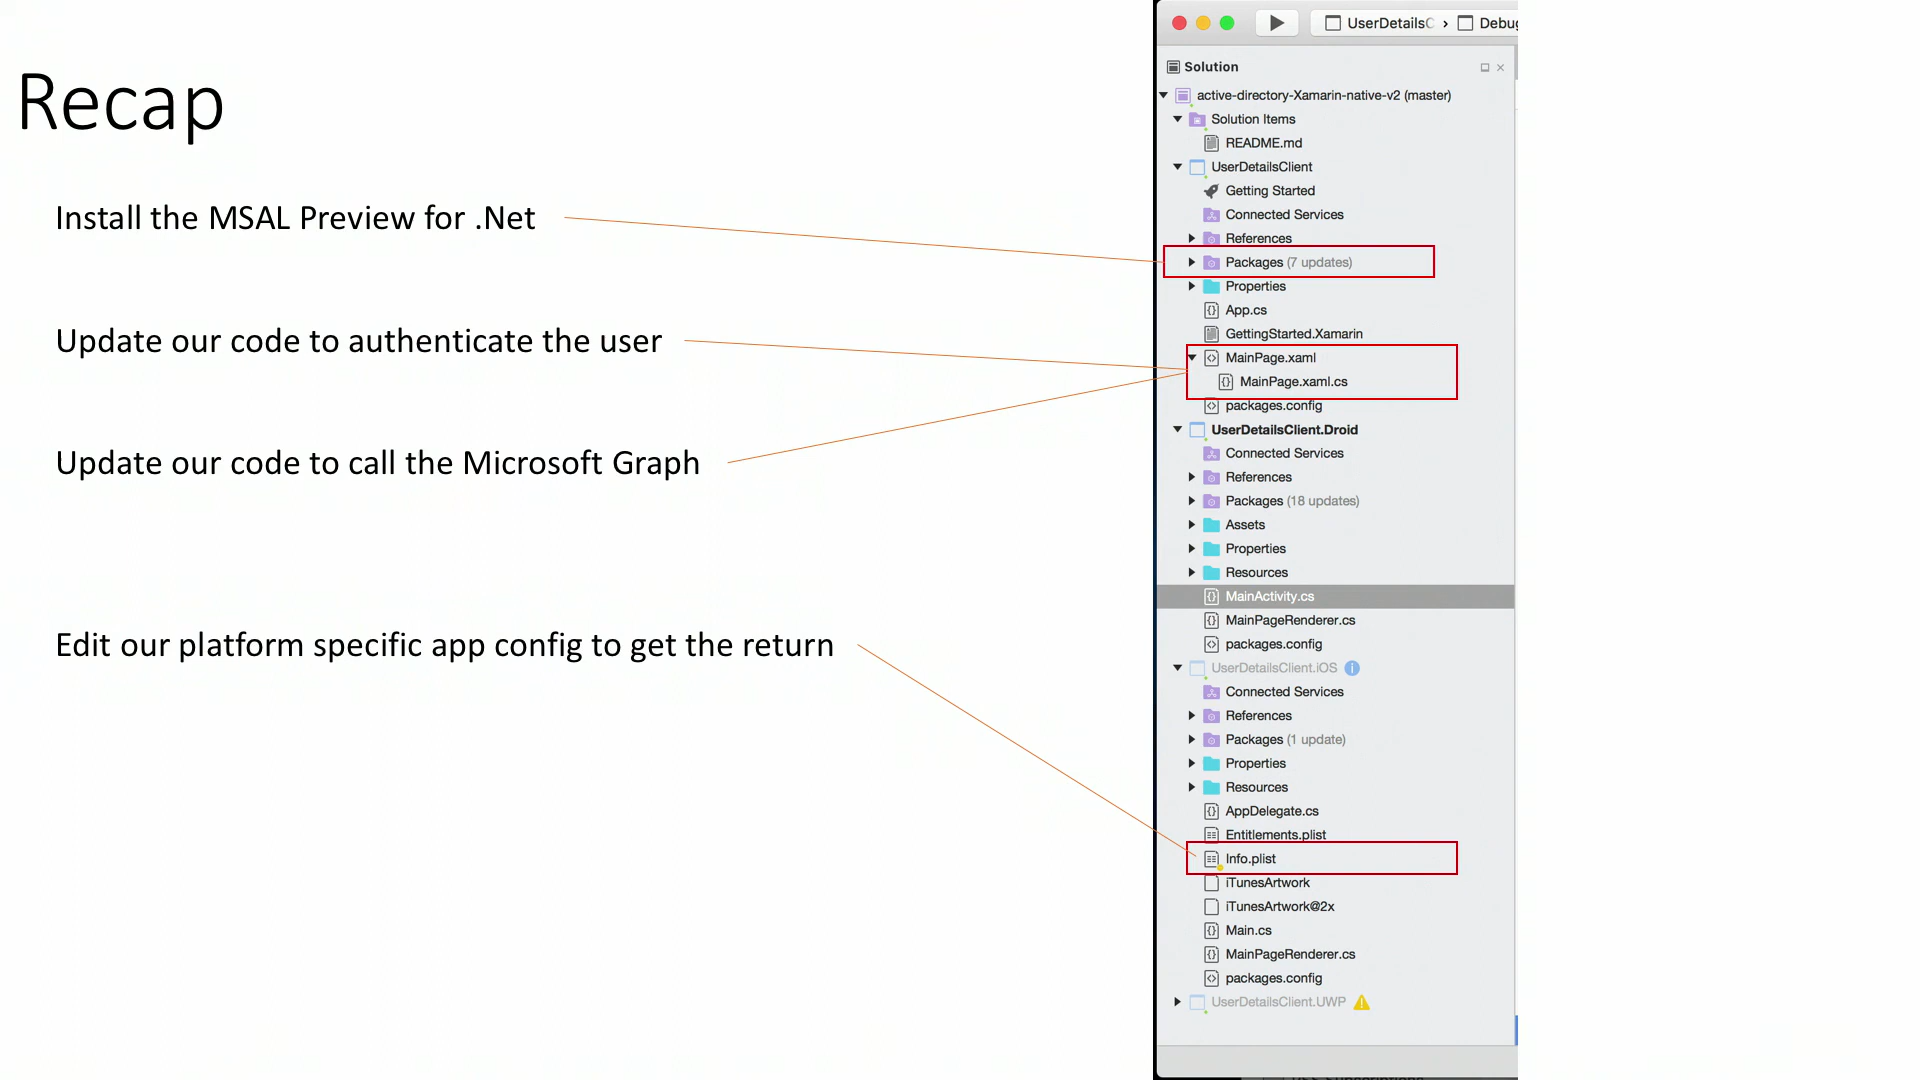 Recap
Install the MSAL Preview for .Net
Update our code to authenticate the user
Update our code to call the Microsoft Graph
Edit our platform specific app config to get the return
UserDetailsC › Debug
Solution
active-directory-Xamarin-native-v2 (master)
Solution Items
README.md
UserDetailsClient
Getting Started
Connected Services
References
Packages (7 updates)
Properties
App.cs
GettingStarted.Xamarin
MainPage.xaml
MainPage.xaml.cs
packages.config
UserDetailsClient.Droid
Connected Services
References
Packages (18 updates)
Assets
Properties
Resources
MainActivity.cs
MainPageRenderer.cs
packages.config
UserDetailsClient.iOS
Connected Services
References
Packages (1 update)
Properties
Resources
AppDelegate.cs
Entitlements.plist
Info.plist
iTunesArtwork
iTunesArtwork@2x
Main.cs
MainPageRenderer.cs
packages.config
UserDetailsClient.UWP